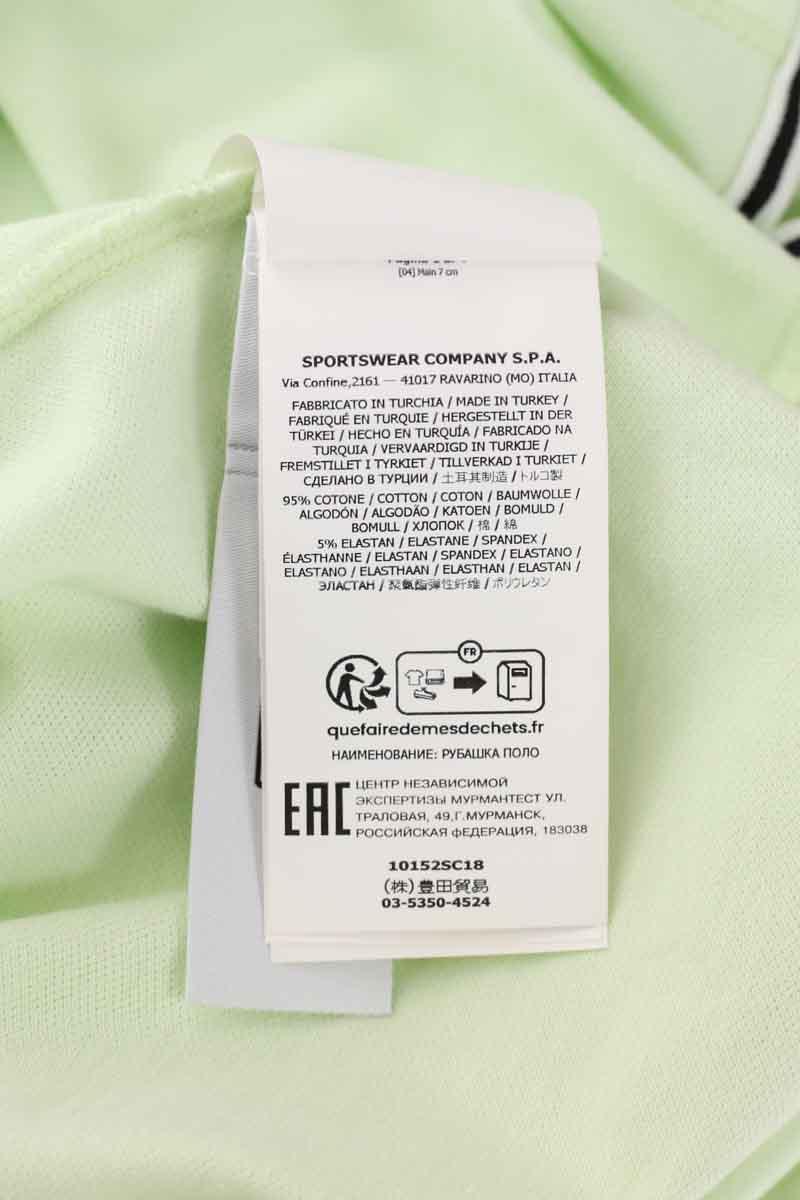 [04] Main 7 cm
SPORTSWEAR COMPANY S.P.A.
Via Confine,2161 — 41017 RAVARINO (MO) ITALIA
FABBRICATO IN TURCHIA / MADE IN TURKEY /
FABRIQUÉ EN TURQUIE / HERGESTELLT IN DER
TÜRKEI / HECHO EN TURQUÍA / FABRICADO NA
TURQUIA / VERVAARDIGD IN TURKIJE /
FREMSTILLET I TYRKIET / TILLVERKAD I TURKIET /
СДЕЛАНО В ТУРЦИИ / 土耳其制造 / トルコ製
95% COTONE / COTTON / COTON / BAUMWOLLE /
ALGODÓN / ALGODÃO / KATOEN / BOMULD /
BOMULL / ХЛОПОК / 棉 / 綿
5% ELASTAN / ELASTANE / SPANDEX /
ÉLASTHANNE / ELASTAN / SPANDEX / ELASTANO /
ELASTANO / ELASTHAAN / ELASTHAN / ELASTAN /
ЭЛАСТАН / 聚氨酯弹性纤维 / ポリウレタン
FR
quefairedemesdechets.fr
НАИМЕНОВАНИЕ: РУБАШКА ПОЛО
EAC
ЦЕНТР НЕЗАВИСИМОЙ
ЭКСПЕРТИЗЫ МУРМАНТЕСТ УЛ.
ТРАЛОВАЯ, 49,Г.МУРМАНСК,
РОССИЙСКАЯ ФЕДЕРАЦИЯ, 183038
10152SC18
(株)豊田貿易
03-5350-4524